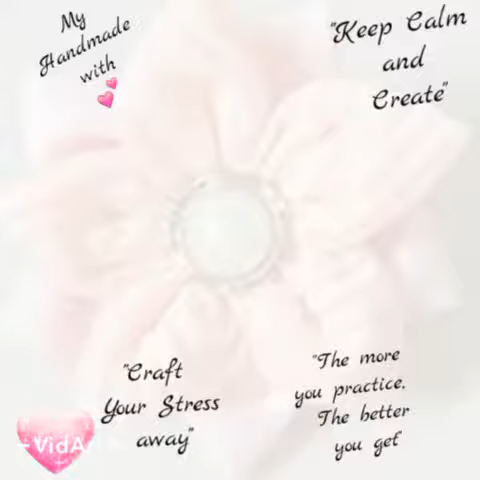 My
Handmade
with
"Keep Calm
and
Create"
"Craft
Your Stress
away"
"The more
you practice.
The better
you get"